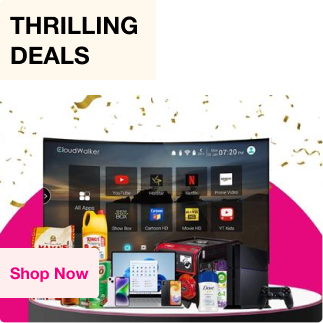 THRILLING
DEALS
CloudWalker
07:20 PM
YouTube
Hotstar
Netflix
Prime Video
All Apps
Show Box
Cartoon HD
Movie HD
YT Kids
Dove
Shop Now